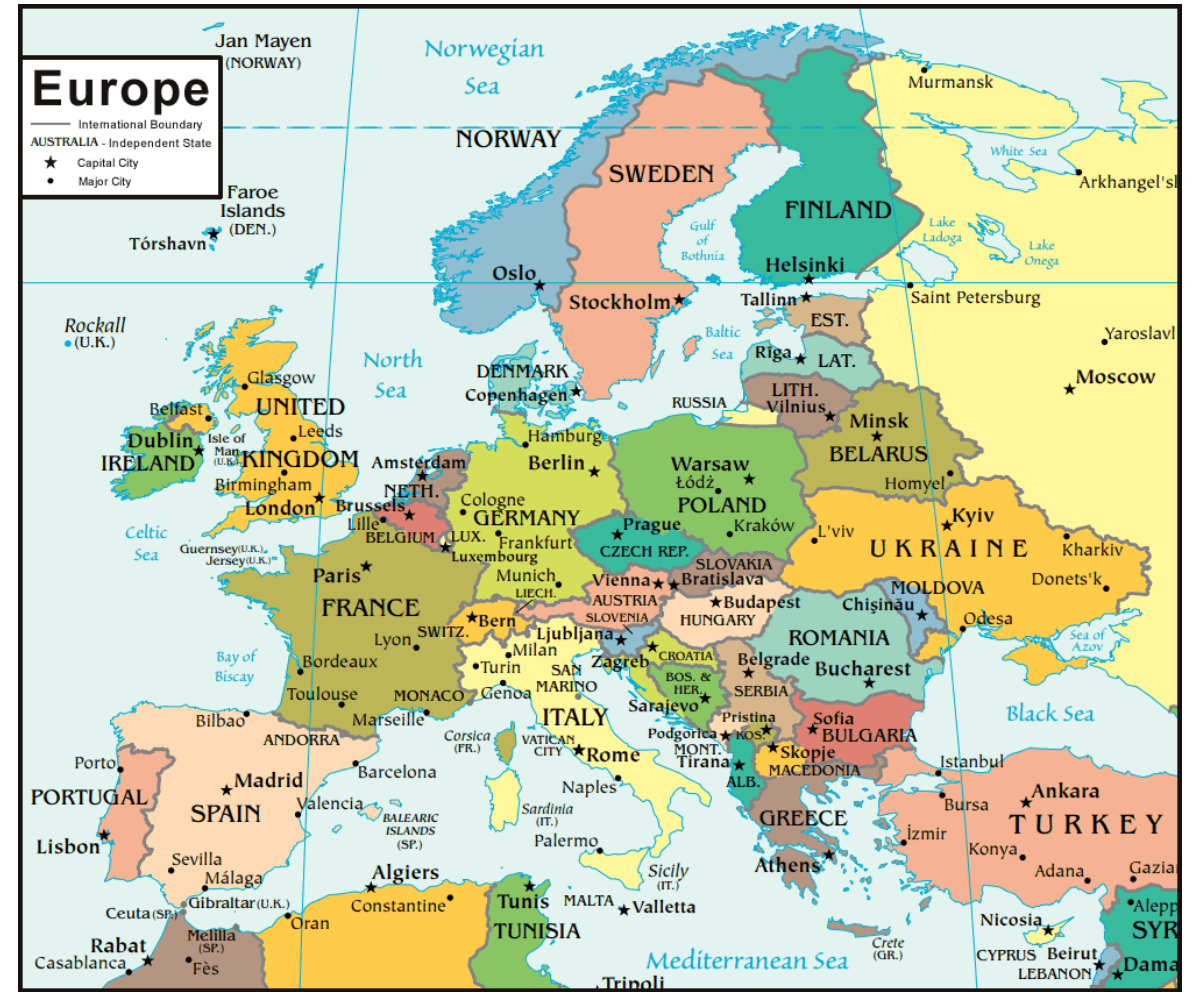 Jan Mayen
(NORWAY)
Norwegian
Sea
Europe
International Boundary
AUSTRALIA - Independent State
Capital City
Major City
Murmansk
NORWAY
White Sea
SWEDEN
Arkhangel'sk
Faroe
Islands
(DEN.)
Tórshavn
FINLAND
Gulf
of
Bothnia
Lake
Ladoga
Lake
Onega
Oslo
Helsinki
Stockholm
Tallinn
Saint Petersburg
EST.
Rockall
(U.K.)
Baltic
Sea
Yaroslavl
North
Sea
Riga
LAT.
DENMARK
Copenhagen
Moscow
Glasgow
RUSSIA
LITH.
Vilnius
Belfast
UNITED
KINGDOM
Minsk
BELARUS
Leeds
Dublin
IRELAND
Isle of
Man
(U.K.)
Hamburg
Berlin
Amsterdam
NETH.
Warsaw
Łódź
POLAND
Homyel
Birmingham
London
Brussels
Lille
BELGIUM
Cologne
GERMANY
Frankfurt
Kraków
Prague
CZECH REP.
L'viv
Kyiv
UKRAINE
Kharkiv
Celtic
Sea
Guernsey(U.K.)
Jersey(U.K.)
LUX.
Luxembourg
Paris
FRANCE
Munich
LIECH.
Vienna
AUSTRIA
SLOVENIA
SLOVAKIA
Bratislava
Donets'k
MOLDOVA
Chişinău
Budapest
HUNGARY
Odesa
Bern
SWITZ.
Lyon
Ljubljana
Milan
Turin
Zagreb
CROATIA
ROMANIA
Bucharest
Sea of
Azov
Bay of
Biscay
Bordeaux
Toulouse
MONACO
Marseille
Genoa
SAN
MARINO
BOS. &
HER.
Sarajevo
Belgrade
SERBIA
Bilbao
ANDORRA
Corsica
(FR.)
ITALY
VATICAN
CITY
Rome
Podgorica
MONT.
Pristina
KOS.
Sofia
BULGARIA
Black Sea
Skopje
MACEDONIA
Tirana
ALB.
Porto
PORTUGAL
Lisbon
Madrid
SPAIN
Barcelona
Valencia
BALEARIC
ISLANDS
(SP.)
Sardinia
(IT.)
Naples
GREECE
Athens
Istanbul
Bursa
Ankara
TURKEY
İzmir
Konya
Adana
Gazian
Palermo
Sicily
(IT.)
Sevilla
Málaga
Gibraltar(U.K.)
Ceuta(SP.)
Melilla
(SP.)
Algiers
Constantine
Oran
Tunis
TUNISIA
MALTA
Valletta
Crete
(GR.)
Nicosia
CYPRUS
Beirut
LEBANON
Alepp
SYR
Dama
Rabat
Casablanca
Fès
Mediterranean Sea
Tripoli